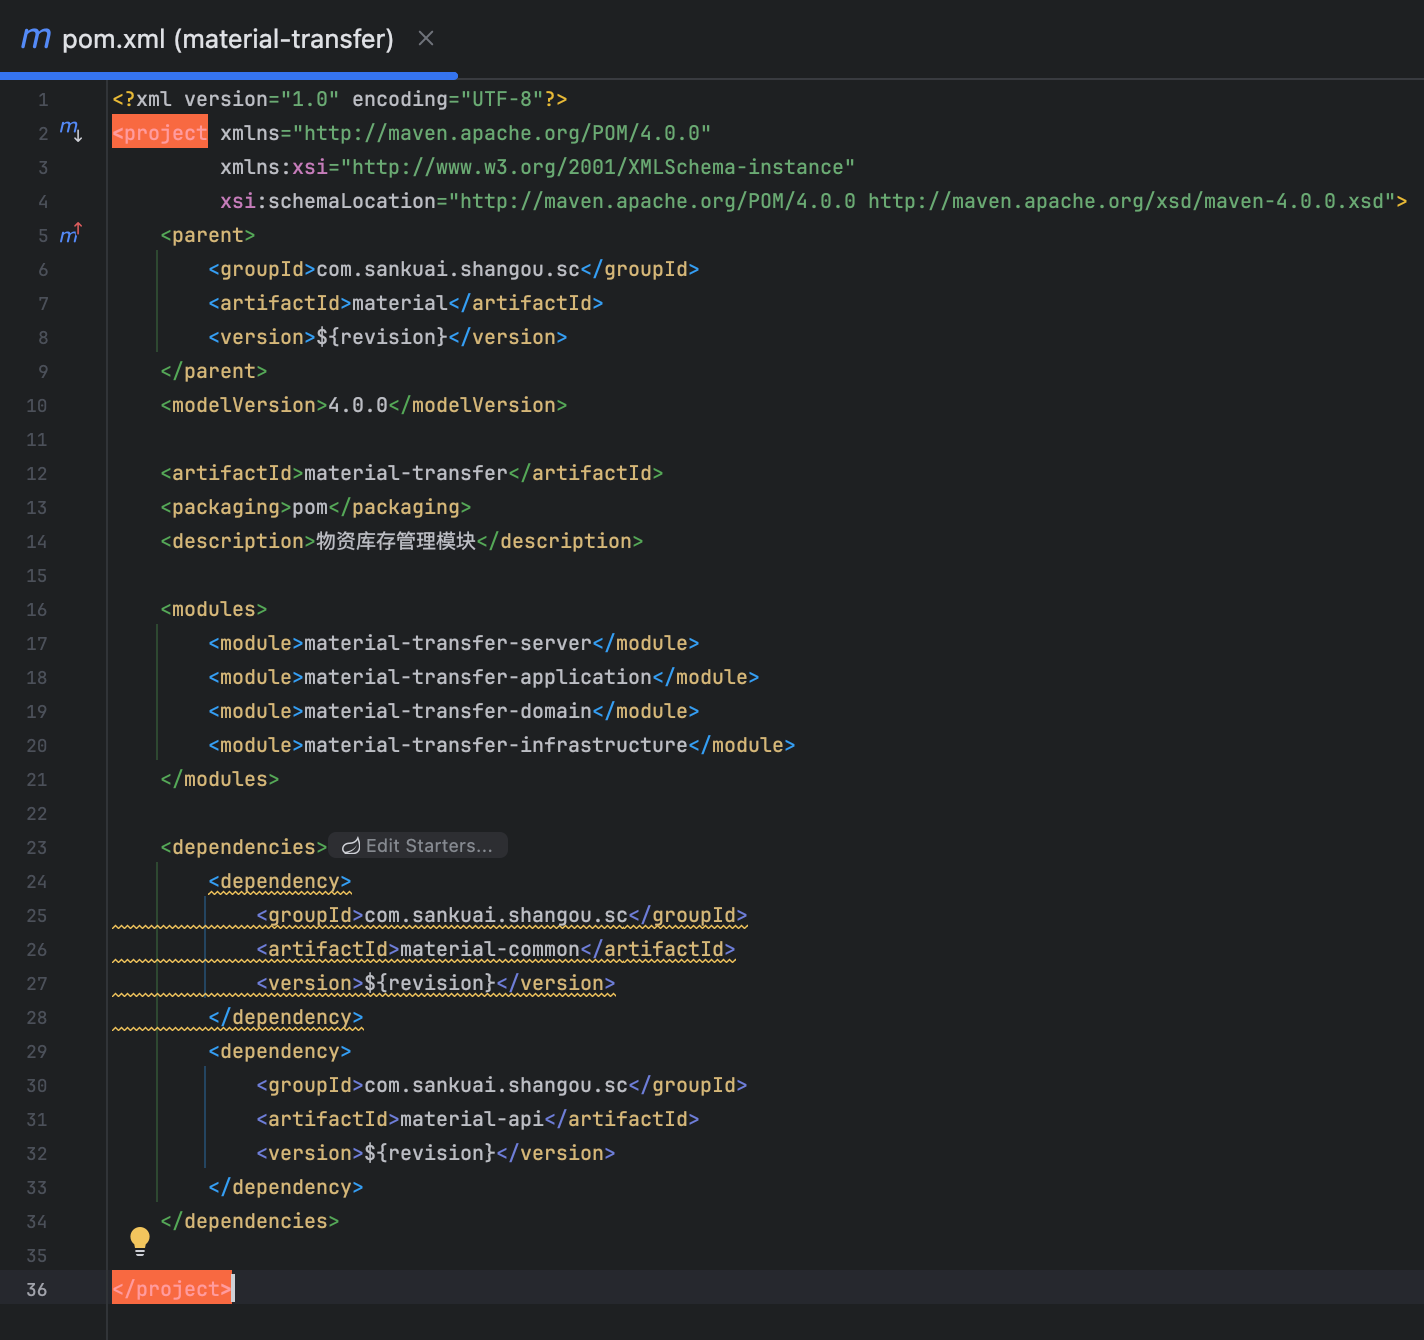 pom.xml (material-transfer)
1 <?xml version="1.0" encoding="UTF-8"?>
2 <project xmlns="http://maven.apache.org/POM/4.0.0"
3 xmlns:xsi="http://www.w3.org/2001/XMLSchema-instance"
4 xsi:schemaLocation="http://maven.apache.org/POM/4.0.0 http://maven.apache.org/xsd/maven-4.0.0.xsd">
5 <parent>
6 <groupId>com.sankuai.shangou.sc</groupId>
7 <artifactId>material</artifactId>
8 <version>${revision}</version>
9 </parent>
10 <modelVersion>4.0.0</modelVersion>
11
12 <artifactId>material-transfer</artifactId>
13 <packaging>pom</packaging>
14 <description>物资库存管理模块</description>
15
16 <modules>
17 <module>material-transfer-server</module>
18 <module>material-transfer-application</module>
19 <module>material-transfer-domain</module>
20 <module>material-transfer-infrastructure</module>
21 </modules>
22
23 <dependencies> Edit Starters...
24 <dependency>
25 <groupId>com.sankuai.shangou.sc</groupId>
26 <artifactId>material-common</artifactId>
27 <version>${revision}</version>
28 </dependency>
29 <dependency>
30 <groupId>com.sankuai.shangou.sc</groupId>
31 <artifactId>material-api</artifactId>
32 <version>${revision}</version>
33 </dependency>
34 </dependencies>
35
36 </project>